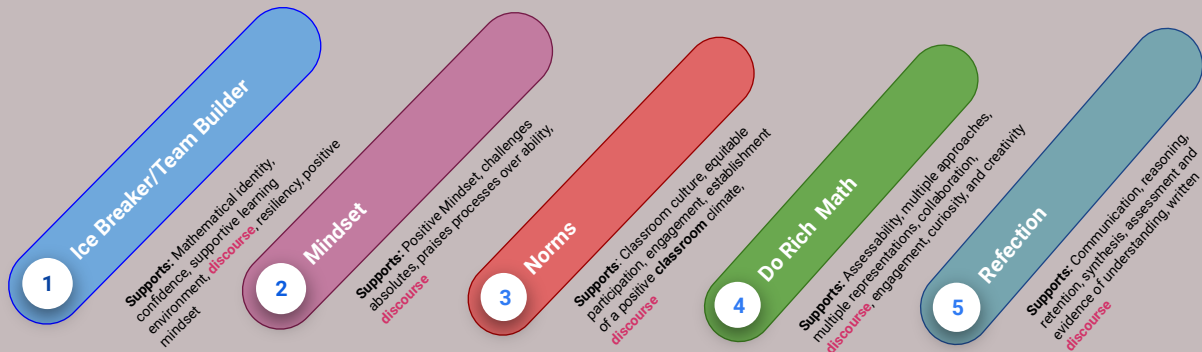 1
Ice Breaker/Team Builder
Supports: Mathematical identity,
confidence, supportive learning
environment, discourse, resiliency, positive
mindset
2
Mindset
Supports: Positive Mindset, challenges
absolutes, praises processes over ability,
discourse
3
Norms
Supports: Classroom culture, equitable
participation, engagement, establishment
of a positive classroom climate,
discourse
4
Do Rich Math
Supports: Assessability, multiple approaches,
multiple representations, collaboration,
discourse, engagement, curiosity, and creativity
5
Refection
Supports: Communication, reasoning,
retention, synthesis, assessment and
evidence of understanding, written
discourse